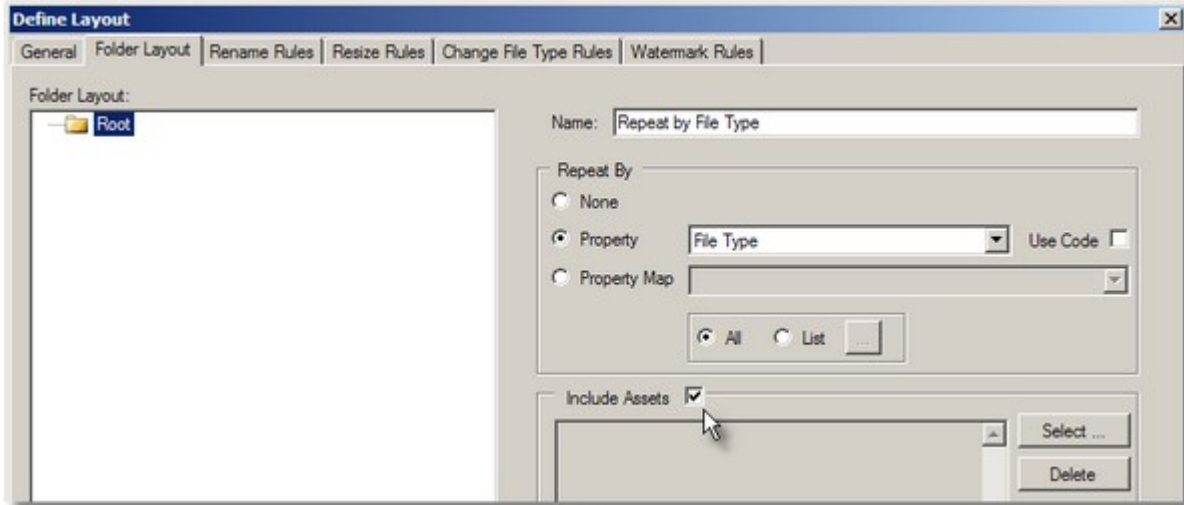 Define Layout
General Folder Layout Rename Rules Resize Rules Change File Type Rules Watermark Rules
Folder Layout:
Root
Name: Repeat by File Type
Repeat By
None
Property File Type Use Code
Property Map
All List ...
Include Assets
Select ...
Delete